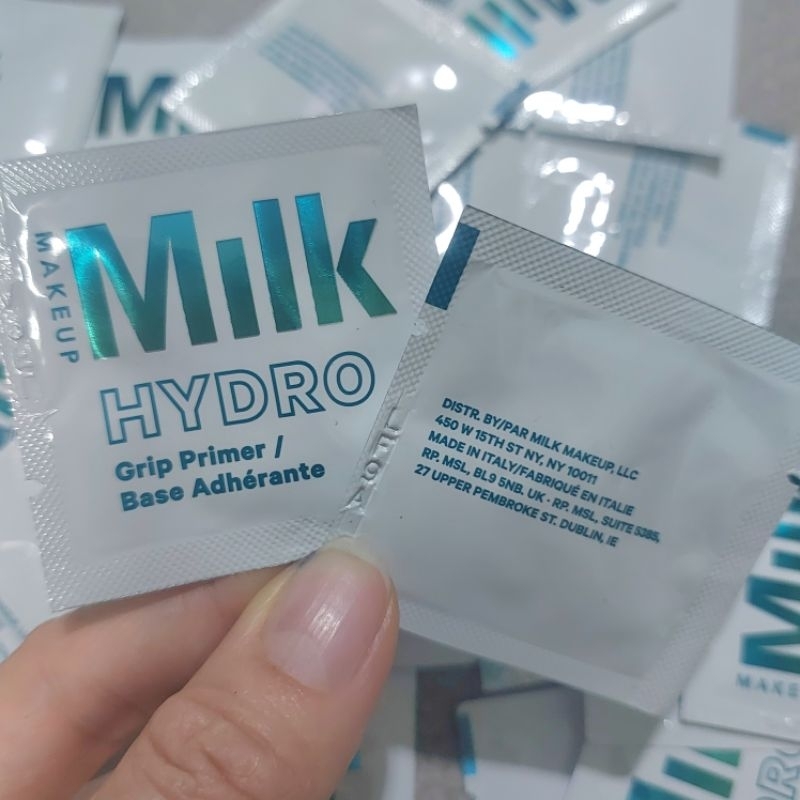 Milk
MAKEUP
HYDRO
Grip Primer /
Base Adhérante
DISTR. BY/PAR MILK MAKEUP, LLC
450 W 15TH ST NY, NY 10011
MADE IN ITALY/FABRIQUÉ EN ITALIE
RP. MSL, BL9 5NB. UK · RP. MSL, SUITE 5385,
27 UPPER PEMBROKE ST. DUBLIN, IE